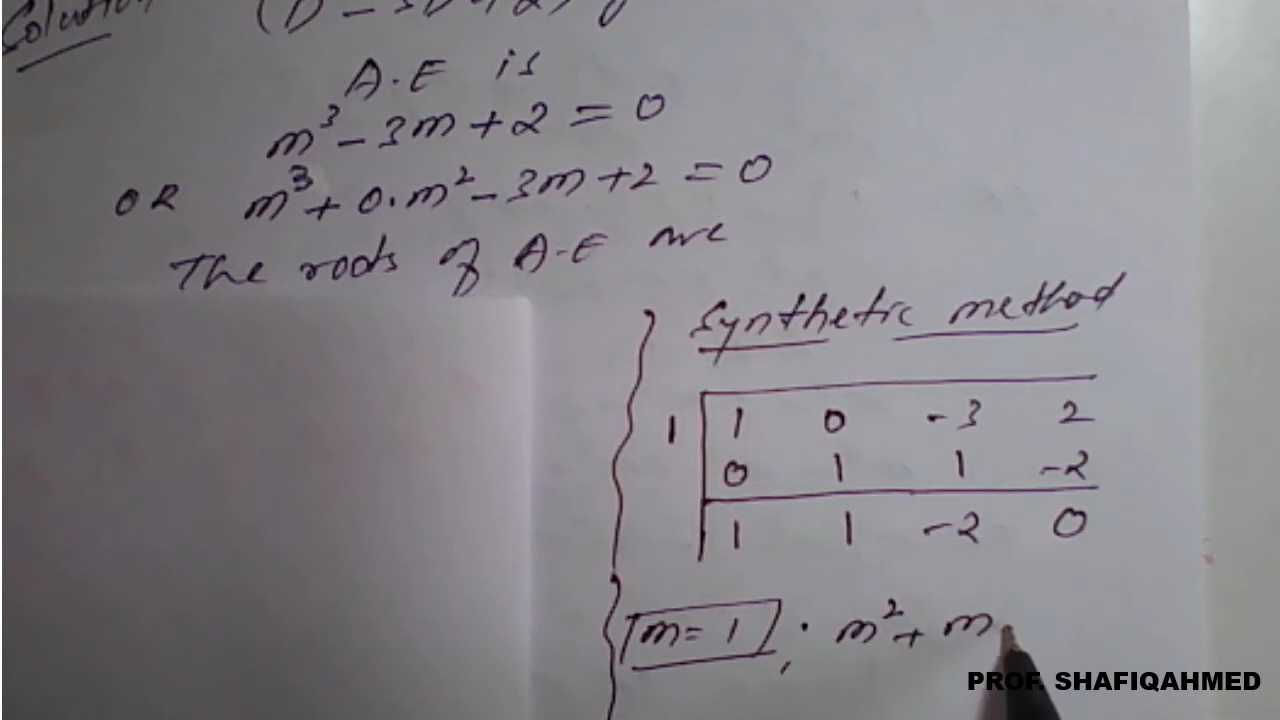 Solution
A.E is
m³ - 3m + 2 = 0
OR m³ + 0.m² - 3m + 2 = 0
The roots of A.E are
Synthetic method
1 | 1 0 -3 2
0 1 1 -2
1 1 -2 0
m = 1 ; m² + m
PROF. SHAFIQAHMED